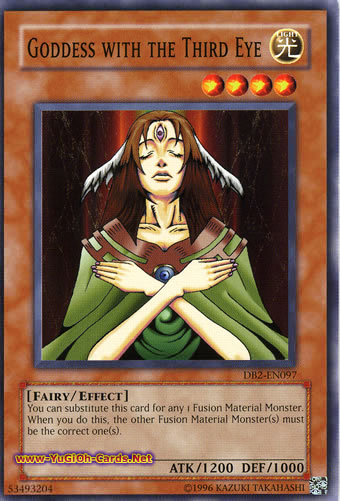 GODDESS WITH THE THIRD EYE
LIGHT
光
DB2-EN097
[FAIRY/EFFECT]
You can substitute this card for any 1 Fusion Material Monster.
When you do this, the other Fusion Material Monster(s) must
be the correct one(s).
www.YuGiOh-Cards.Net
ATK/1200 DEF/1000
53493204
©1996 KAZUKI TAKAHASHI